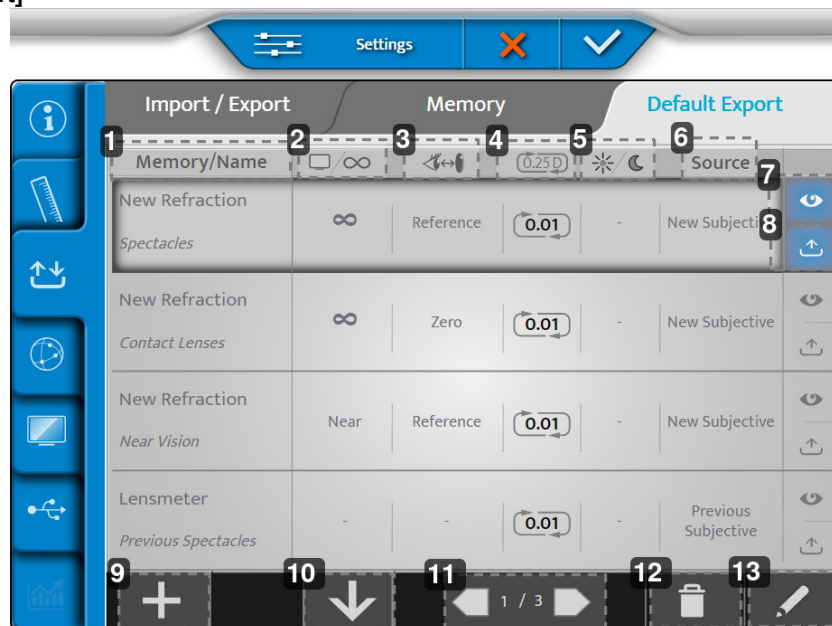 Settings
Import / Export
Memory
Default Export
1
2
3
4
5
6
Memory/Name
0.25 D
Source
7
New Refraction
Spectacles
∞
Reference
0.01
-
8
New Refraction
Contact Lenses
∞
Zero
0.01
-
New Subjective
New Refraction
Near Vision
Near
Reference
0.01
-
New Subjective
Lensmeter
Previous Spectacles
-
-
0.01
-
Previous
Subjective
9
10
11
1 / 3
12
13